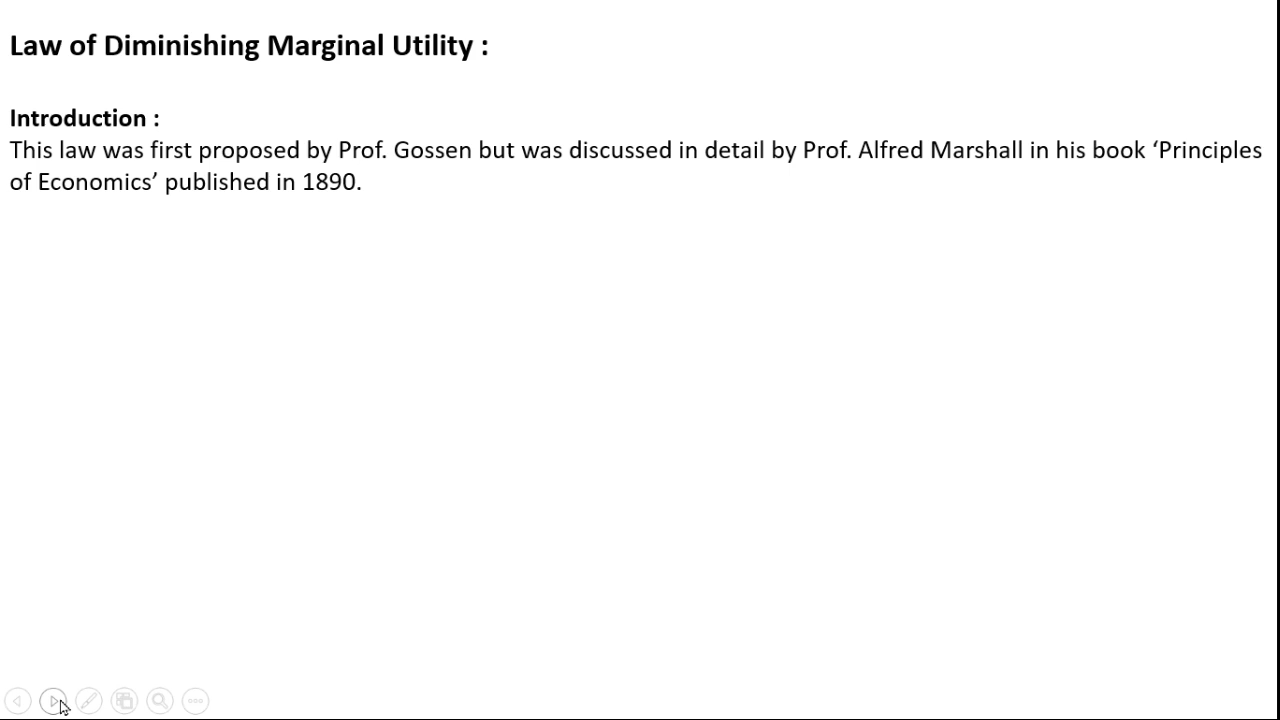 Law of Diminishing Marginal Utility :
Introduction :
This law was first proposed by Prof. Gossen but was discussed in detail by Prof. Alfred Marshall in his book ‘Principles
of Economics’ published in 1890.